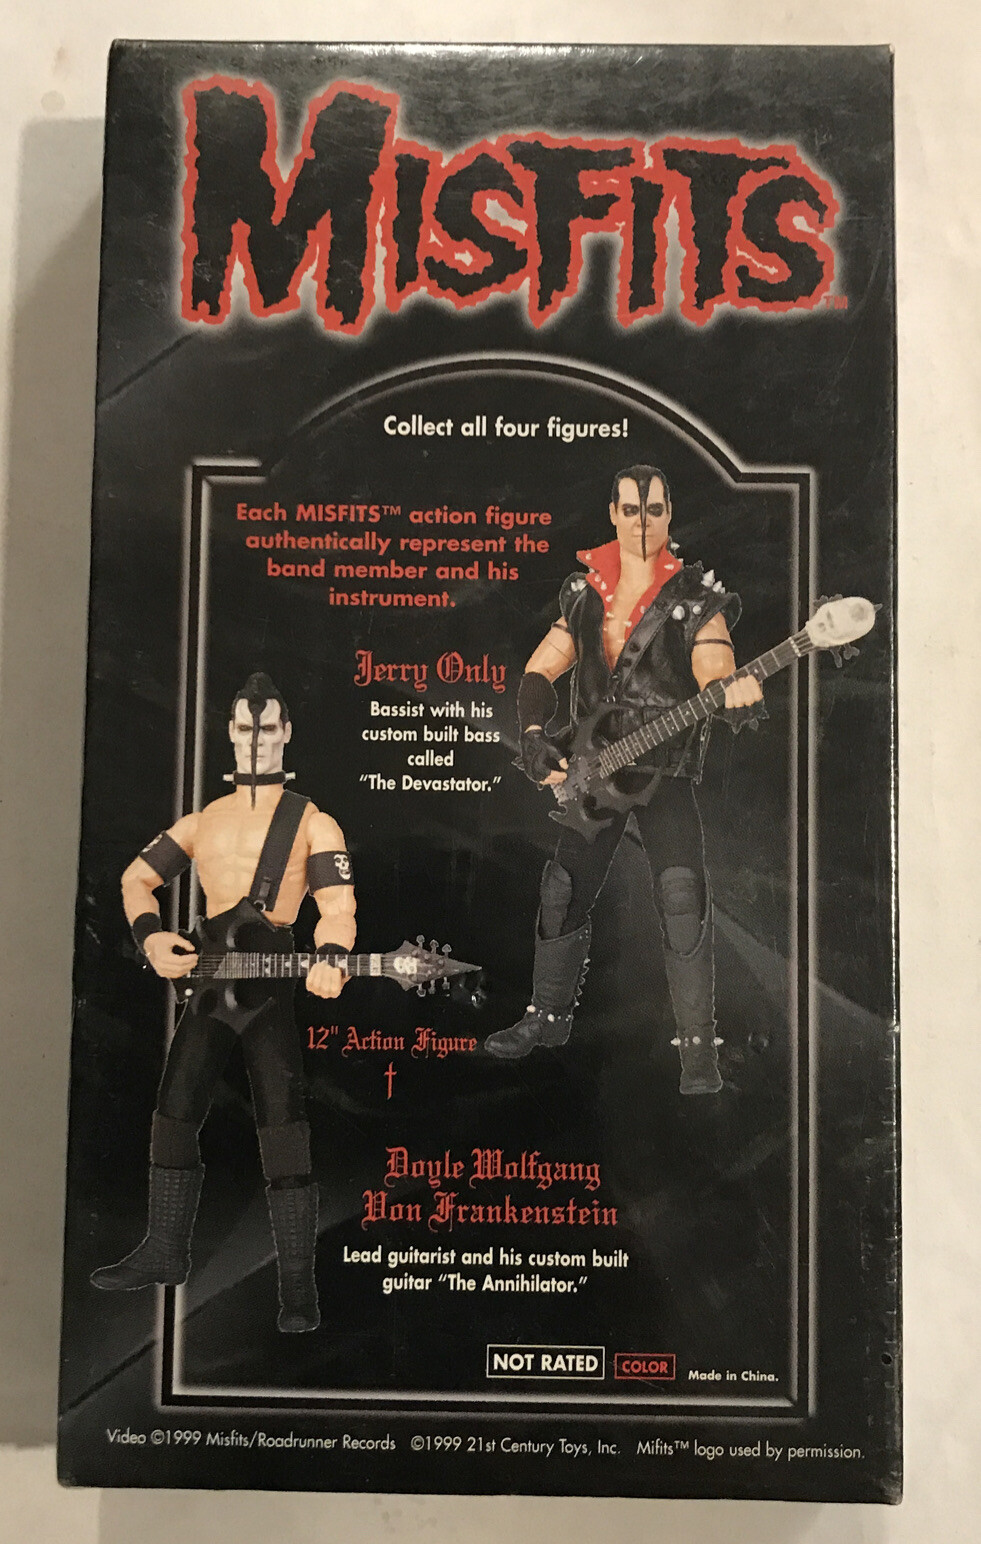 MISFITS™
Collect all four figures!
Each MISFITS™ action figure
authentically represent the
band member and his
instrument.
Jerry Only
Bassist with his
custom built bass
called
“The Devastator.”
12" Action Figure
Doyle Wolfgang
Von Frankenstein
Lead guitarist and his custom built
guitar “The Annihilator.”
NOT RATED COLOR Made in China.
Video ©1999 Misfits/Roadrunner Records ©1999 21st Century Toys, Inc. Mifits™ logo used by permission.